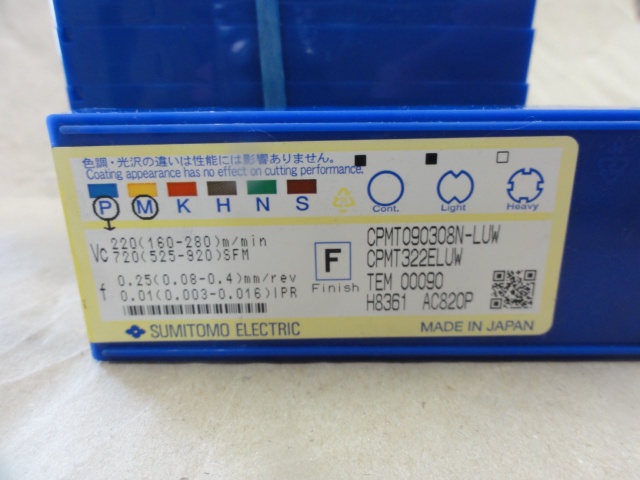 色調・光沢の違いは性能には影響ありません。
Coating appearance has no effect on cutting performance.
P M K H N S
Cont. Light Heavy
Vc 220(160-280)m/min
720(525-920)SFM
f 0.25(0.08-0.4)mm/rev
0.01(0.003-0.016)IPR
F
Finish
CPMT090308N-LUW
CPMT322ELUW
TEM 00090
H8361 AC820P
SUMITOMO ELECTRIC
MADE IN JAPAN